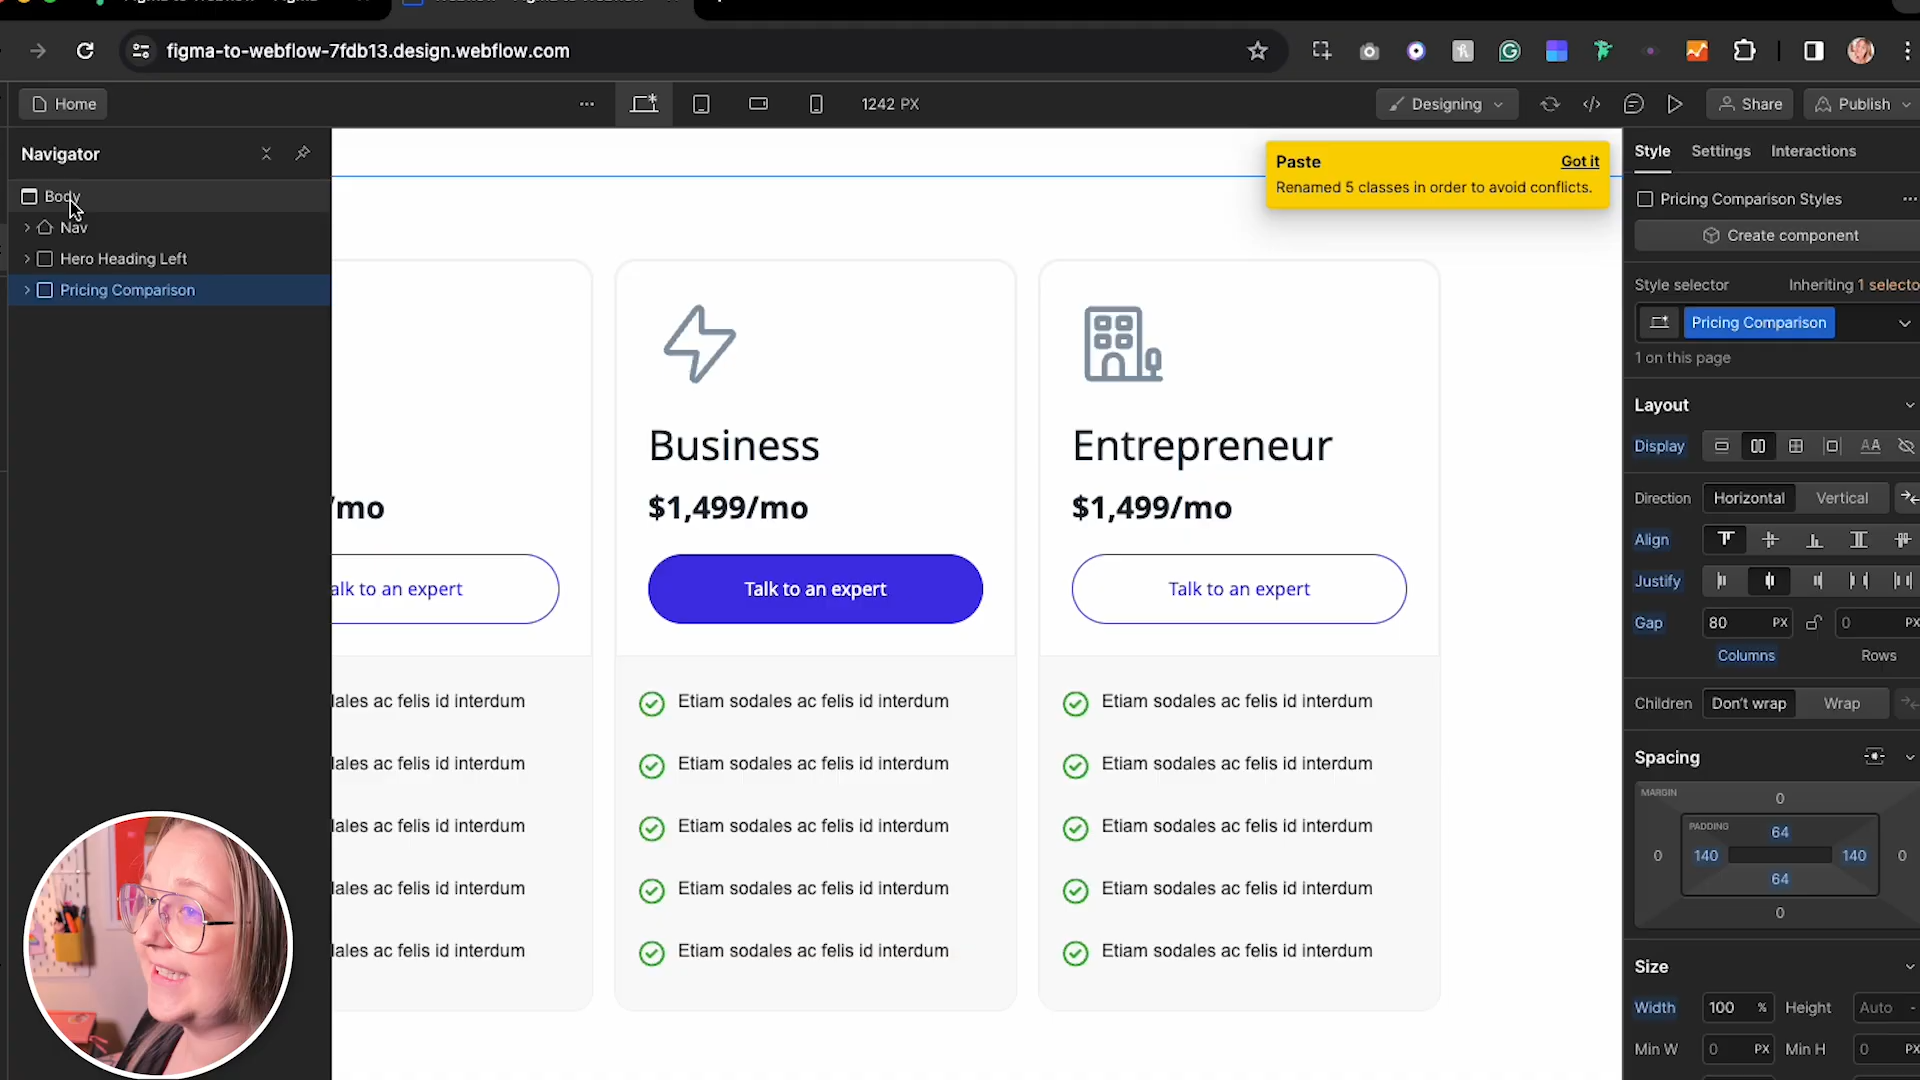 figma-to-webflow-7fdb13.design.webflow.com
Home
1242 PX
Designing
Share
Publish
Navigator
Body
Nav
Hero Heading Left
Pricing Comparison
Paste
Got it
Renamed 5 classes in order to avoid conflicts.
/mo
alk to an expert
ales ac felis id interdum
ales ac felis id interdum
ales ac felis id interdum
ales ac felis id interdum
ales ac felis id interdum
Business
$1,499/mo
Talk to an expert
Etiam sodales ac felis id interdum
Etiam sodales ac felis id interdum
Etiam sodales ac felis id interdum
Etiam sodales ac felis id interdum
Etiam sodales ac felis id interdum
Entrepreneur
$1,499/mo
Talk to an expert
Etiam sodales ac felis id interdum
Etiam sodales ac felis id interdum
Etiam sodales ac felis id interdum
Etiam sodales ac felis id interdum
Etiam sodales ac felis id interdum
Style Settings Interactions
Pricing Comparison Styles
Create component
Style selector Inheriting 1 selecto
Pricing Comparison
1 on this page
Layout
Display AA
Direction Horizontal Vertical
Align
Justify
Gap 80 PX 0 PX
Columns Rows
Children Don't wrap Wrap
Spacing
MARGIN 0
PADDING 64
0 140 140 0
64
0
Size
Width 100 % Height Auto -
Min W 0 PX Min H 0 PX